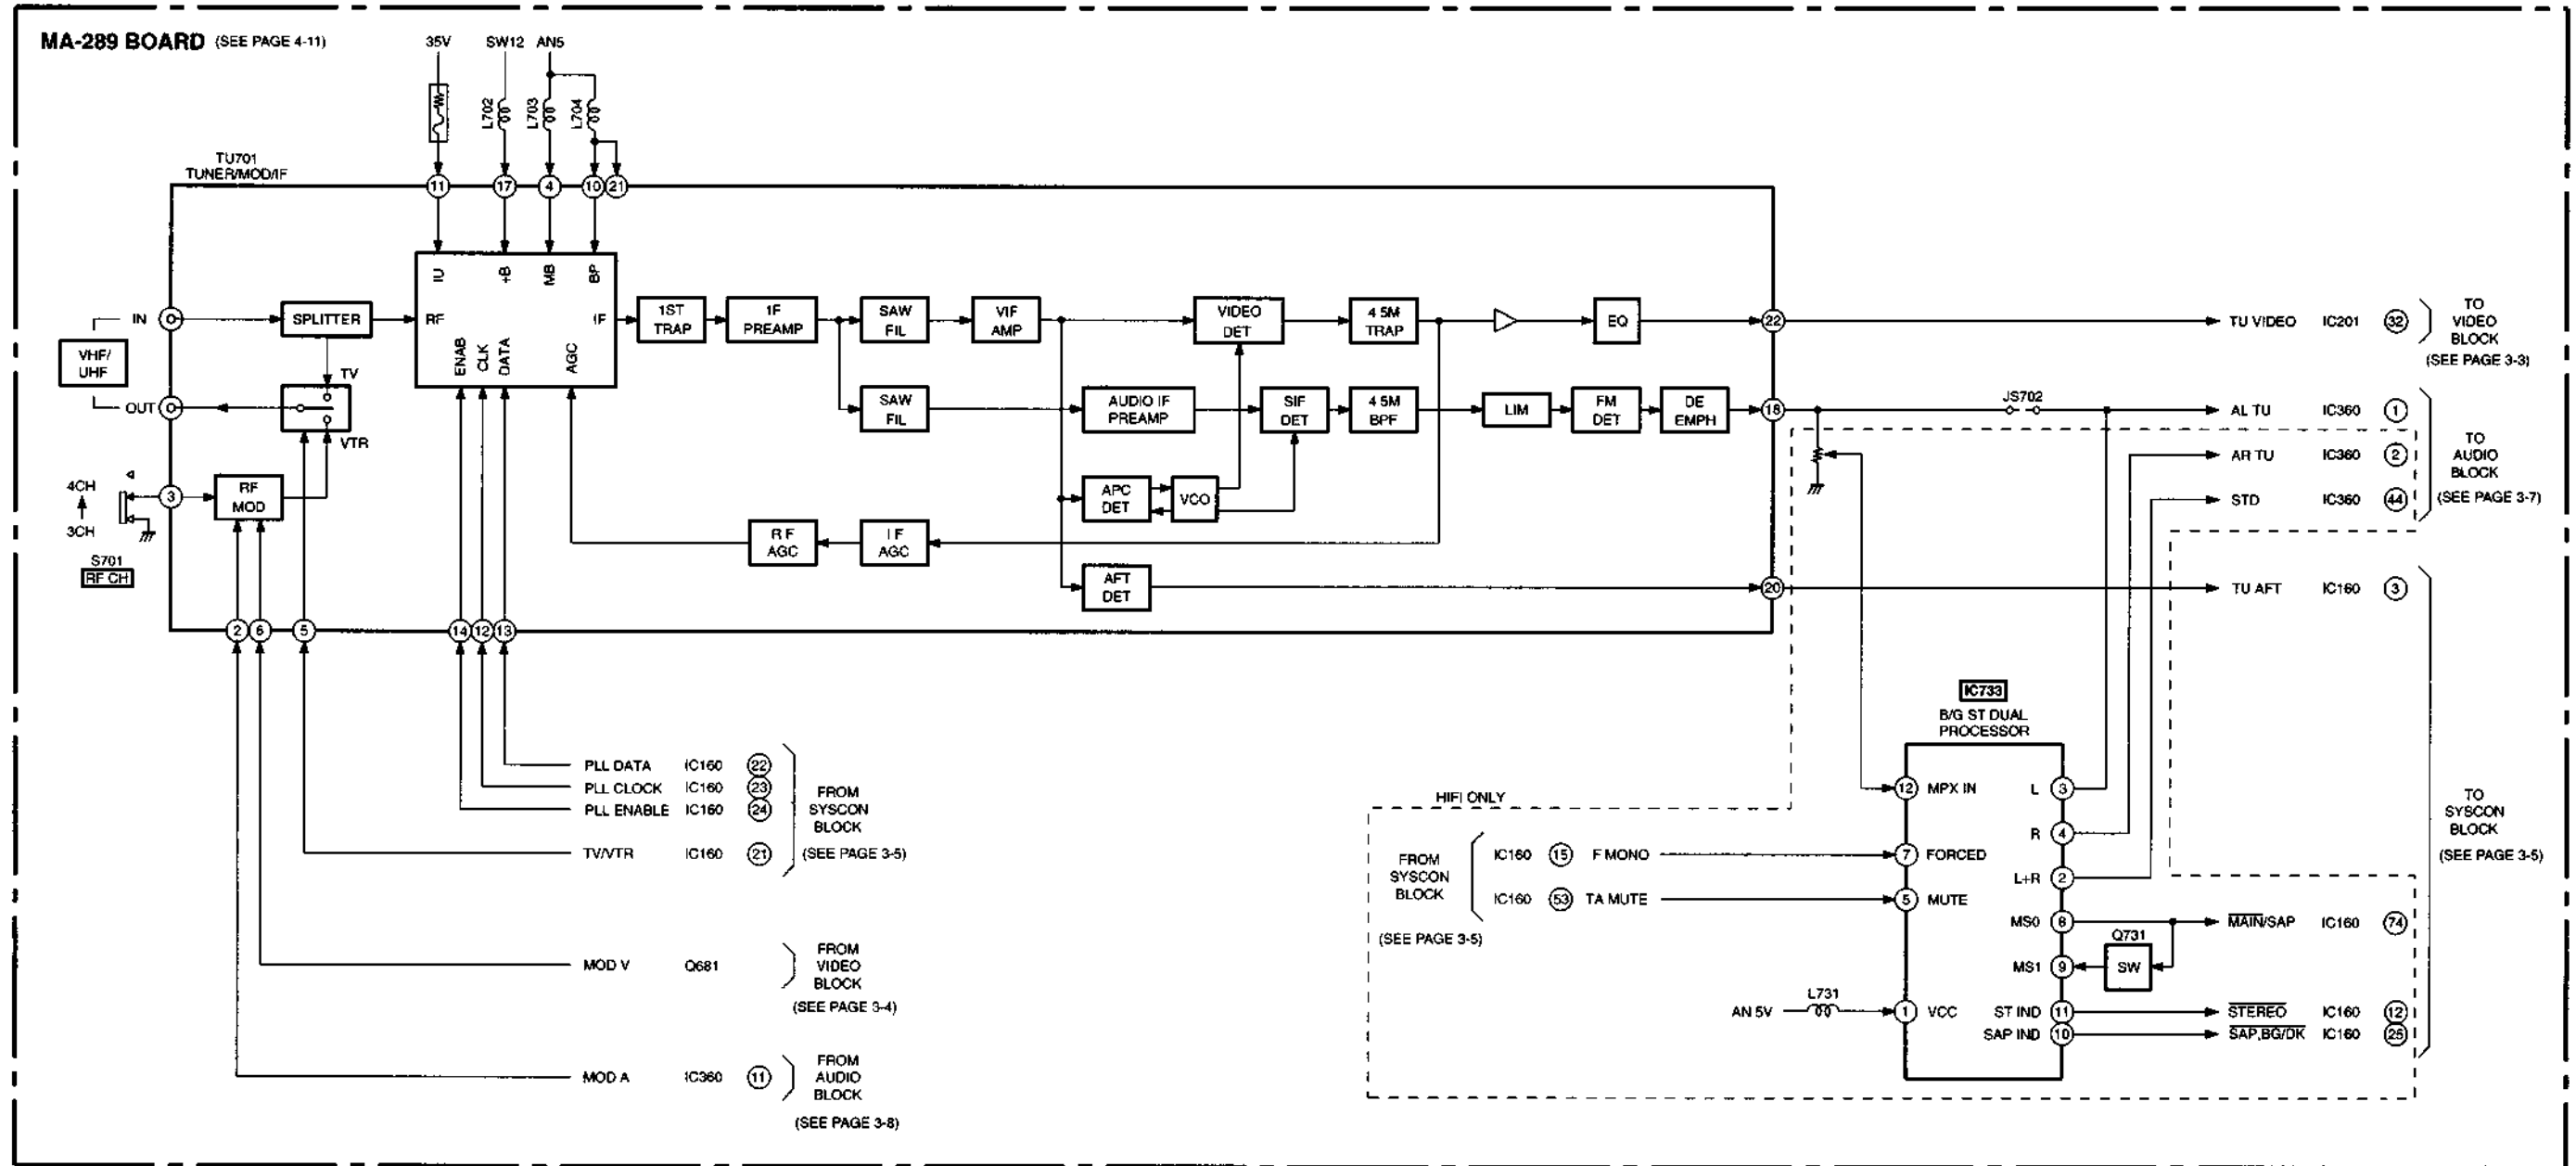 MA-289 BOARD (SEE PAGE 4-11)
35V
SW12
AN5
L702
L703
L704
TU701
TUNER/MOD/IF
11
17
4
10
21
IU
+B
MB
BP
RF
IF
ENAB
CLK
DATA
AGC
IN
VHF/
UHF
OUT
SPLITTER
TV
VTR
1ST
TRAP
1F
PREAMP
SAW
FIL
VIF
AMP
VIDEO
DET
4 5M
TRAP
EQ
22
TU VIDEO IC201 32
TO
VIDEO
BLOCK
(SEE PAGE 3-3)
SAW
FIL
AUDIO IF
PREAMP
SIF
DET
4 5M
BPF
LIM
FM
DET
DE
EMPH
18
JS702
AL TU IC360 1
AR TU IC360 2
STD IC360 44
TO
AUDIO
BLOCK
(SEE PAGE 3-7)
4CH
3CH
3
S701
RF CH
RF
MOD
APC
DET
VCO
R F
AGC
I F
AGC
AFT
DET
20
TU AFT IC160 3
2
6
5
14
12
13
PLL DATA IC160 22
PLL CLOCK IC160 23
PLL ENABLE IC160 24
TV/VTR IC160 21
FROM
SYSCON
BLOCK
(SEE PAGE 3-5)
MOD V Q681
FROM
VIDEO
BLOCK
(SEE PAGE 3-4)
MOD A IC360 11
FROM
AUDIO
BLOCK
(SEE PAGE 3-8)
HIFI ONLY
FROM
SYSCON
BLOCK
(SEE PAGE 3-5)
IC160 15 F MONO
IC160 53 TA MUTE
AN 5V
L731
IC733
B/G ST DUAL
PROCESSOR
12 MPX IN
7 FORCED
5 MUTE
1 VCC
L 3
R 4
L+R 2
MS0 8
MS1 9
ST IND 11
SAP IND 10
Q731
SW
MAIN/SAP IC160 74
STEREO IC160 12
SAP,BG/DK IC160 25
TO
SYSCON
BLOCK
(SEE PAGE 3-5)